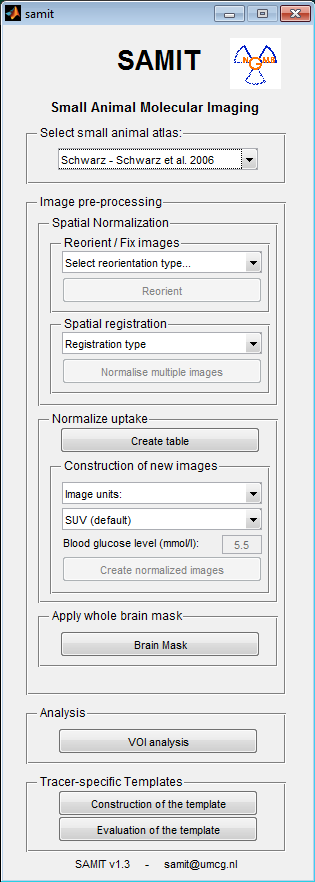 samit
SAMIT
Small Animal Molecular Imaging
Select small animal atlas:
Schwarz - Schwarz et al. 2006
Image pre-processing
Spatial Normalization
Reorient / Fix images
Select reorientation type...
Reorient
Spatial registration
Registration type
Normalise multiple images
Normalize uptake
Create table
Construction of new images
Image units:
SUV (default)
Blood glucose level (mmol/l): 5.5
Create normalized images
Apply whole brain mask
Brain Mask
Analysis
VOI analysis
Tracer-specific Templates
Construction of the template
Evaluation of the template
SAMIT v1.3 - samit@umcg.nl